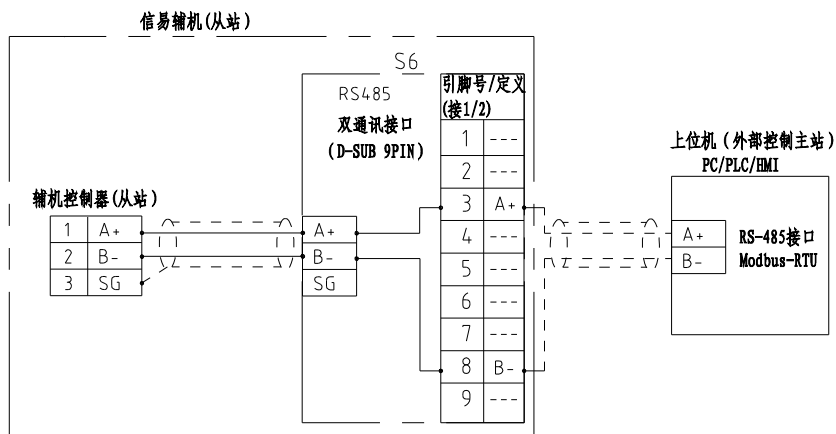 信易辅机(从站)
S6
RS485
双通讯接口
(D-SUB 9PIN)
引脚号/定义
(接1/2)
1 ---
2 ---
3 A+
4 ---
5 ---
6 ---
7 ---
8 B-
9 ---
辅机控制器(从站)
1 A+
2 B-
3 SG
A+
B-
SG
上位机(外部控制主站)
PC/PLC/HMI
A+
B-
RS-485接口
Modbus-RTU